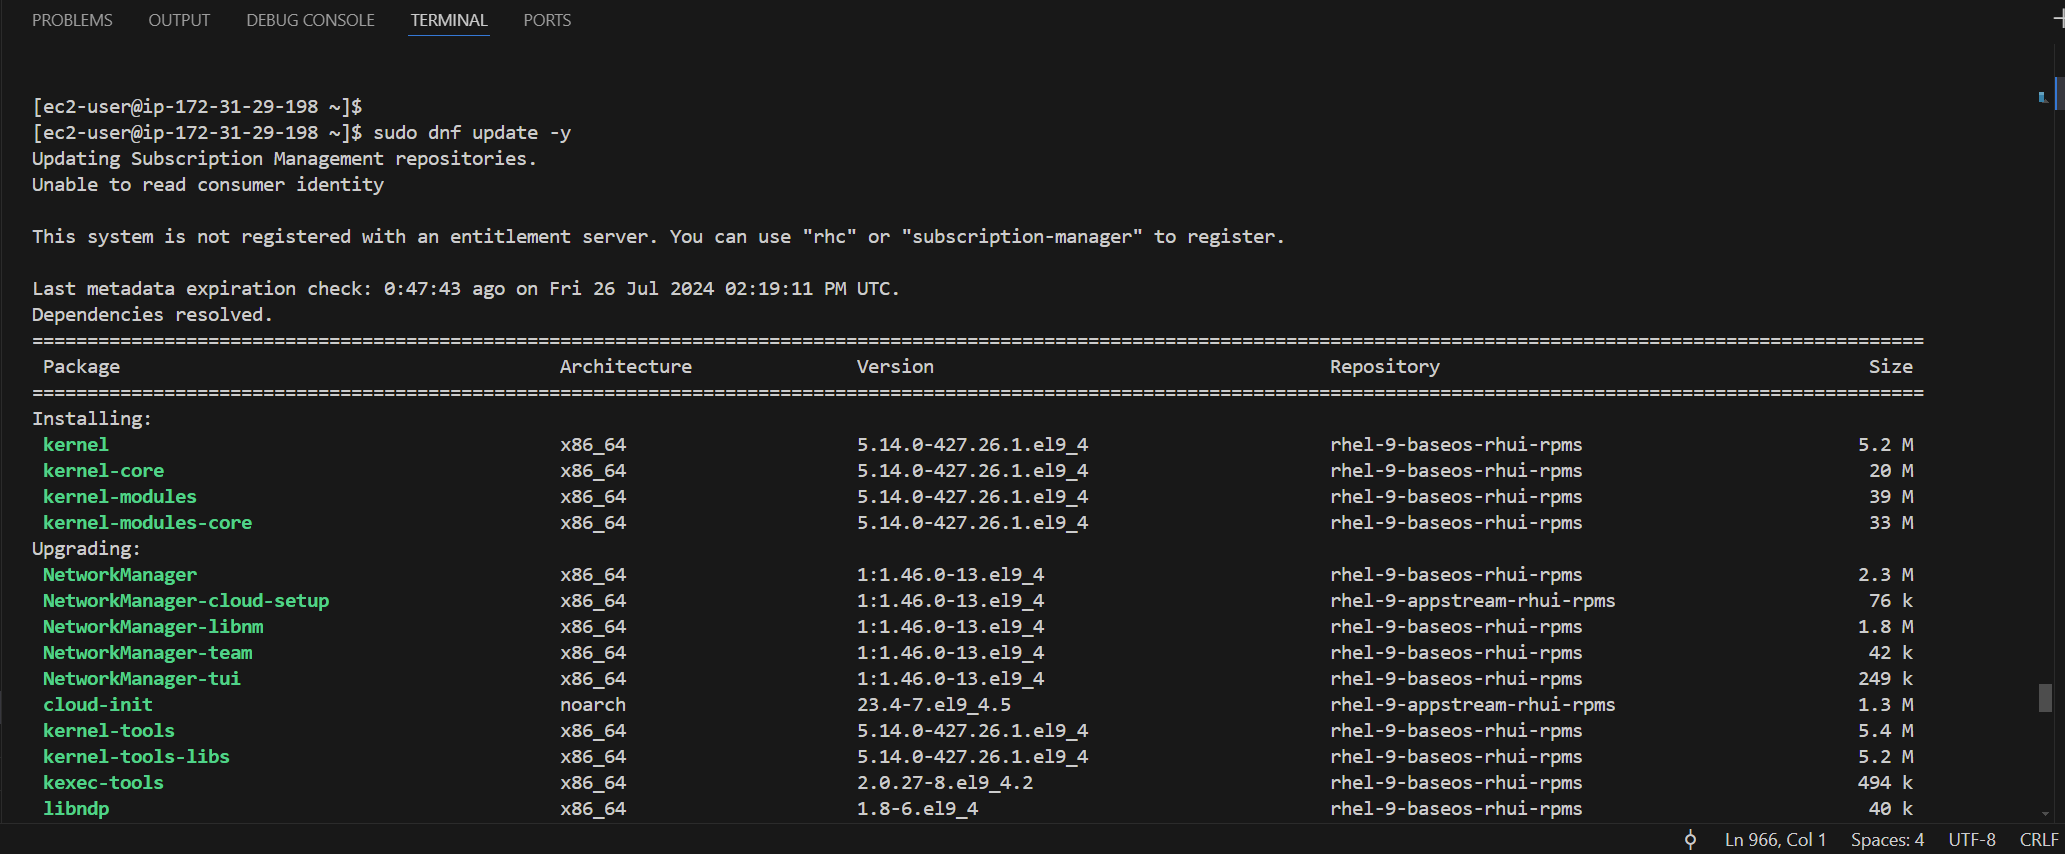 PROBLEMS OUTPUT DEBUG CONSOLE TERMINAL PORTS
[ec2-user@ip-172-31-29-198 ~]$
[ec2-user@ip-172-31-29-198 ~]$ sudo dnf update -y
Updating Subscription Management repositories.
Unable to read consumer identity
This system is not registered with an entitlement server. You can use "rhc" or "subscription-manager" to register.
Last metadata expiration check: 0:47:43 ago on Fri 26 Jul 2024 02:19:11 PM UTC.
Dependencies resolved.
============================================================================================================================================================================
Package Architecture Version Repository Size
============================================================================================================================================================================
Installing:
kernel x86_64 5.14.0-427.26.1.el9_4 rhel-9-baseos-rhui-rpms 5.2 M
kernel-core x86_64 5.14.0-427.26.1.el9_4 rhel-9-baseos-rhui-rpms 20 M
kernel-modules x86_64 5.14.0-427.26.1.el9_4 rhel-9-baseos-rhui-rpms 39 M
kernel-modules-core x86_64 5.14.0-427.26.1.el9_4 rhel-9-baseos-rhui-rpms 33 M
Upgrading:
NetworkManager x86_64 1:1.46.0-13.el9_4 rhel-9-baseos-rhui-rpms 2.3 M
NetworkManager-cloud-setup x86_64 1:1.46.0-13.el9_4 rhel-9-appstream-rhui-rpms 76 k
NetworkManager-libnm x86_64 1:1.46.0-13.el9_4 rhel-9-baseos-rhui-rpms 1.8 M
NetworkManager-team x86_64 1:1.46.0-13.el9_4 rhel-9-baseos-rhui-rpms 42 k
NetworkManager-tui x86_64 1:1.46.0-13.el9_4 rhel-9-baseos-rhui-rpms 249 k
cloud-init noarch 23.4-7.el9_4.5 rhel-9-appstream-rhui-rpms 1.3 M
kernel-tools x86_64 5.14.0-427.26.1.el9_4 rhel-9-baseos-rhui-rpms 5.4 M
kernel-tools-libs x86_64 5.14.0-427.26.1.el9_4 rhel-9-baseos-rhui-rpms 5.2 M
kexec-tools x86_64 2.0.27-8.el9_4.2 rhel-9-baseos-rhui-rpms 494 k
libndp x86_64 1.8-6.el9_4 rhel-9-baseos-rhui-rpms 40 k
Ln 966, Col 1 Spaces: 4 UTF-8 CRLF